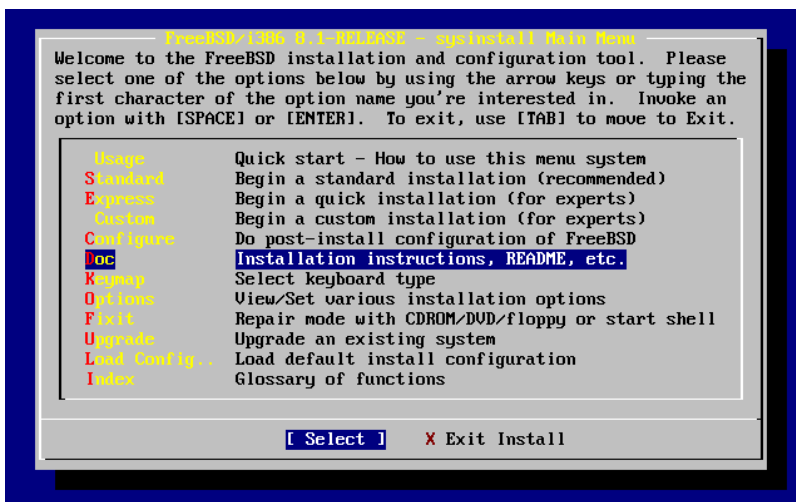 FreeBSD/i386 8.1-RELEASE - sysinstall Main Menu
Welcome to the FreeBSD installation and configuration tool.  Please
select one of the options below by using the arrow keys or typing the
first character of the option name you're interested in.  Invoke an
option with [SPACE] or [ENTER].  To exit, use [TAB] to move to Exit.
Usage Quick start - How to use this menu system
Standard Begin a standard installation (recommended)
Express Begin a quick installation (for experts)
Custom Begin a custom installation (for experts)
Configure Do post-install configuration of FreeBSD
Doc Installation instructions, README, etc.
Keymap Select keyboard type
Options View/Set various installation options
Fixit Repair mode with CDROM/DVD/floppy or start shell
Upgrade Upgrade an existing system
Load Config.. Load default install configuration
Index Glossary of functions
[ Select ] X Exit Install